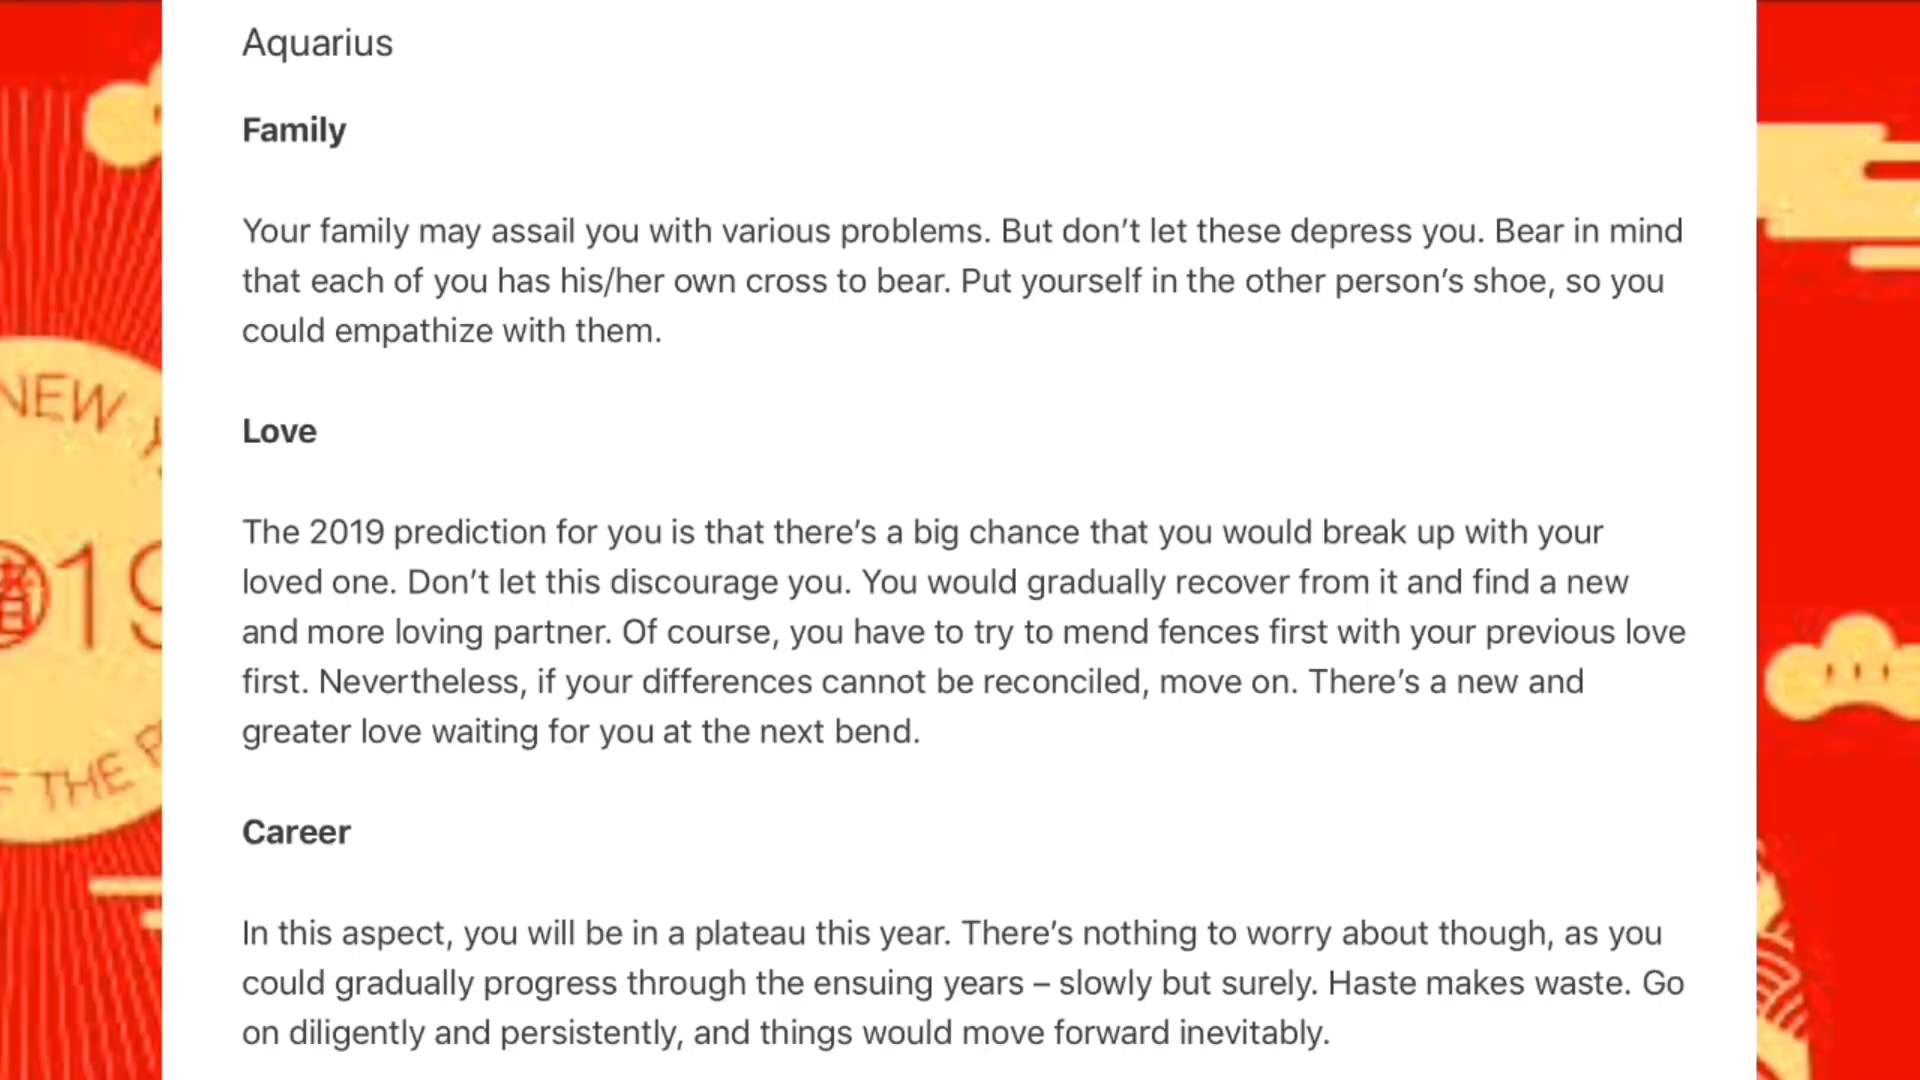 Aquarius
Family
Your family may assail you with various problems. But don’t let these depress you. Bear in mind
that each of you has his/her own cross to bear. Put yourself in the other person’s shoe, so you
could empathize with them.
Love
The 2019 prediction for you is that there’s a big chance that you would break up with your
loved one. Don’t let this discourage you. You would gradually recover from it and find a new
and more loving partner. Of course, you have to try to mend fences first with your previous love
first. Nevertheless, if your differences cannot be reconciled, move on. There’s a new and
greater love waiting for you at the next bend.
Career
In this aspect, you will be in a plateau this year. There’s nothing to worry about though, as you
could gradually progress through the ensuing years – slowly but surely. Haste makes waste. Go
on diligently and persistently, and things would move forward inevitably.
NEW
19
THE